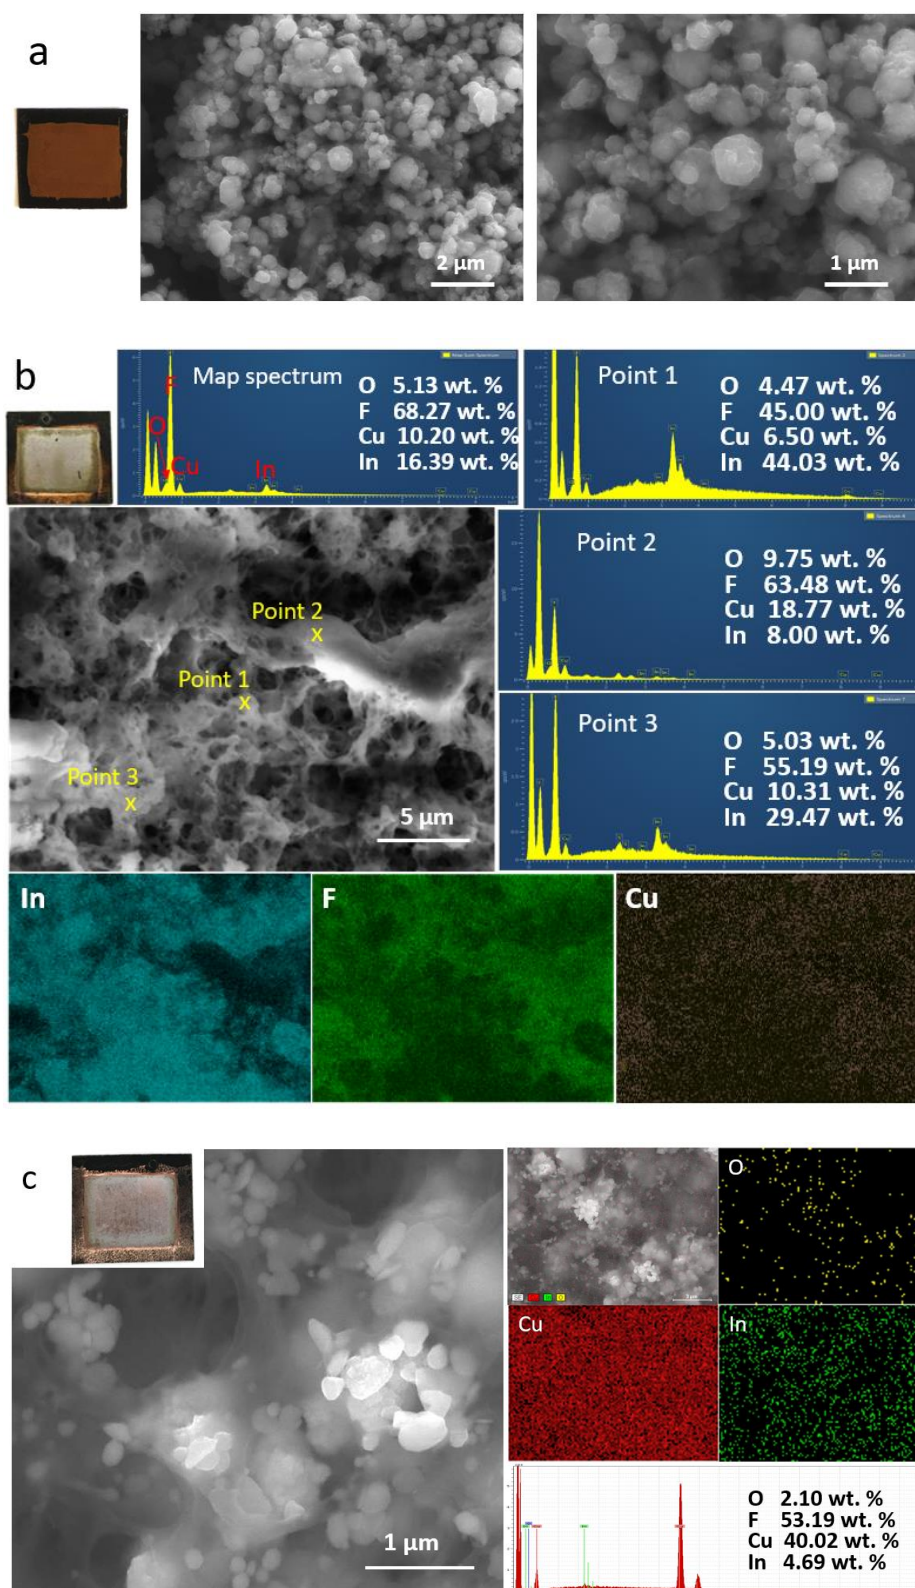 a
2 µm
1 µm
b
Map spectrum
F
O
Cu
In
O 5.13 wt. %
F 68.27 wt. %
Cu 10.20 wt. %
In 16.39 wt. %
Point 1
O 4.47 wt. %
F 45.00 wt. %
Cu 6.50 wt. %
In 44.03 wt. %
Point 2
Point 1
Point 3
5 µm
Point 2
O 9.75 wt. %
F 63.48 wt. %
Cu 18.77 wt. %
In 8.00 wt. %
Point 3
O 5.03 wt. %
F 55.19 wt. %
Cu 10.31 wt. %
In 29.47 wt. %
In
F
Cu
c
1 µm
O
Cu
In
O 2.10 wt. %
F 53.19 wt. %
Cu 40.02 wt. %
In 4.69 wt. %